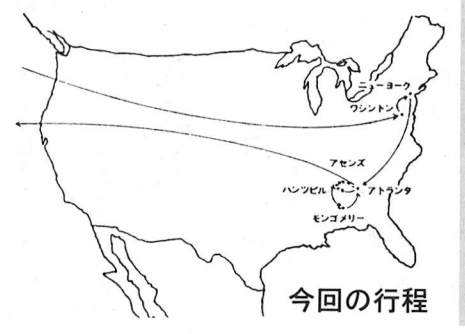 ニューヨーク
ワシントン
アセンズ
ハンツビル
アトランタ
モンゴメリー
今回の行程